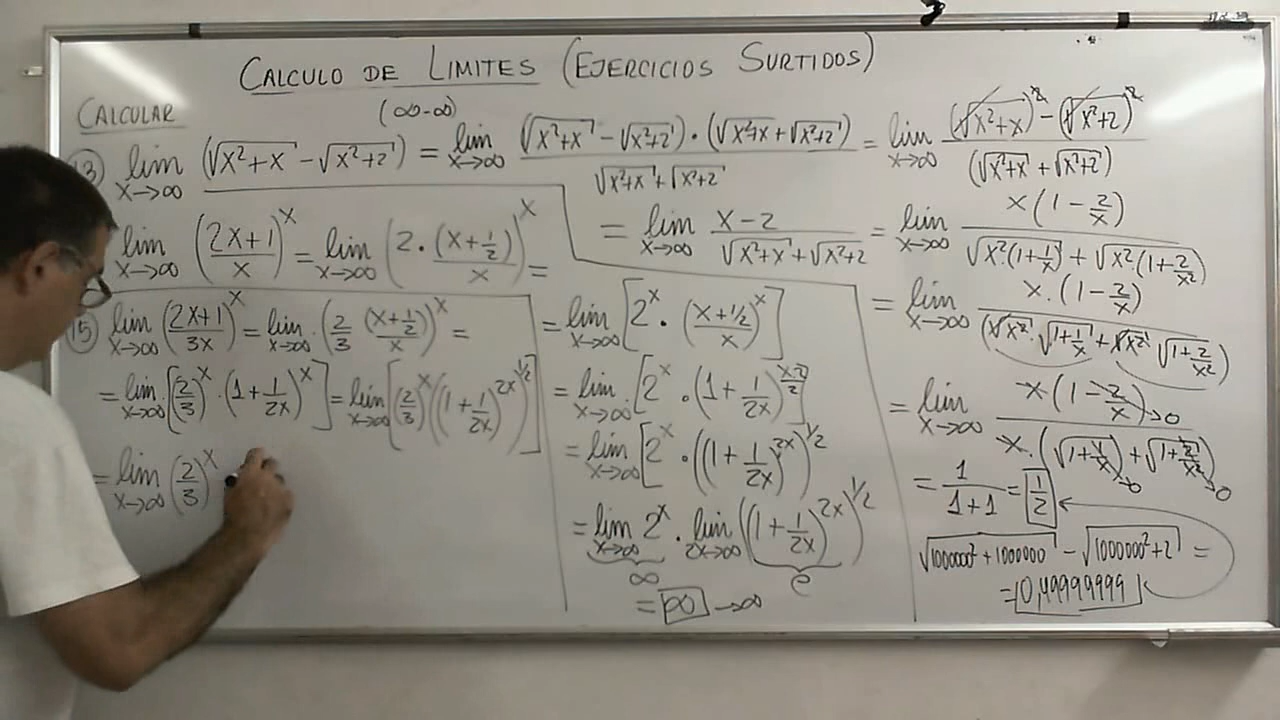 CALCULO DE LIMITES (EJERCICIOS SURTIDOS)
CALCULAR
(∞-∞)
13) lim x→∞ (√(x²+x) - √(x²+2)) = lim x→∞ (√(x²+x) - √(x²+2))·(√(x²+x) + √(x²+2)) / (√(x²+x) + √(x²+2)) = lim x→∞ ((√(x²+x))² - (√(x²+2))²) / (√(x²+x) + √(x²+2))
= lim x→∞ (x-2) / (√(x²+x) + √(x²+2)) = lim x→∞ x(1 - 2/x) / (√(x²(1+1/x)) + √(x²·(1+2/x²)))
= lim x→∞ x·(1 - 2/x) / (√x²·√(1+1/x) + √x² √(1+2/x²))
= lim x→∞ x(1 - 2/x)→0 / x·(√(1+1/x)→0 + √(1+2/x²)→0)
= 1/(1+1) = 1/2
√(1000000²+1000000) - √(1000000²+2) =
= 0,49999999
lim x→∞ ((2x+1)/x)^x = lim x→∞ (2·(x+1/2)/x)^x =
= lim x→∞ [2^x · ((x+1/2)/x)^x]
= lim x→∞ [2^x · (1+1/(2x))^(x·2/2)]
= lim x→∞ [2^x · ((1+1/(2x))^(2x))^(1/2)
= lim x→∞ 2^x · lim 2x→∞ ((1+1/(2x))^(2x))^(1/2)
∞ e
= ∞ →∞
15) lim x→∞ ((2x+1)/(3x))^x = lim x→∞ (2/3 (x+1/2)/x)^x =
= lim x→∞ [(2/3)^x · (1+1/(2x))^x] = lim x→∞ [(2/3)^x ((1+1/(2x))^(2x))^(1/2)]
= lim x→∞ (2/3)^x